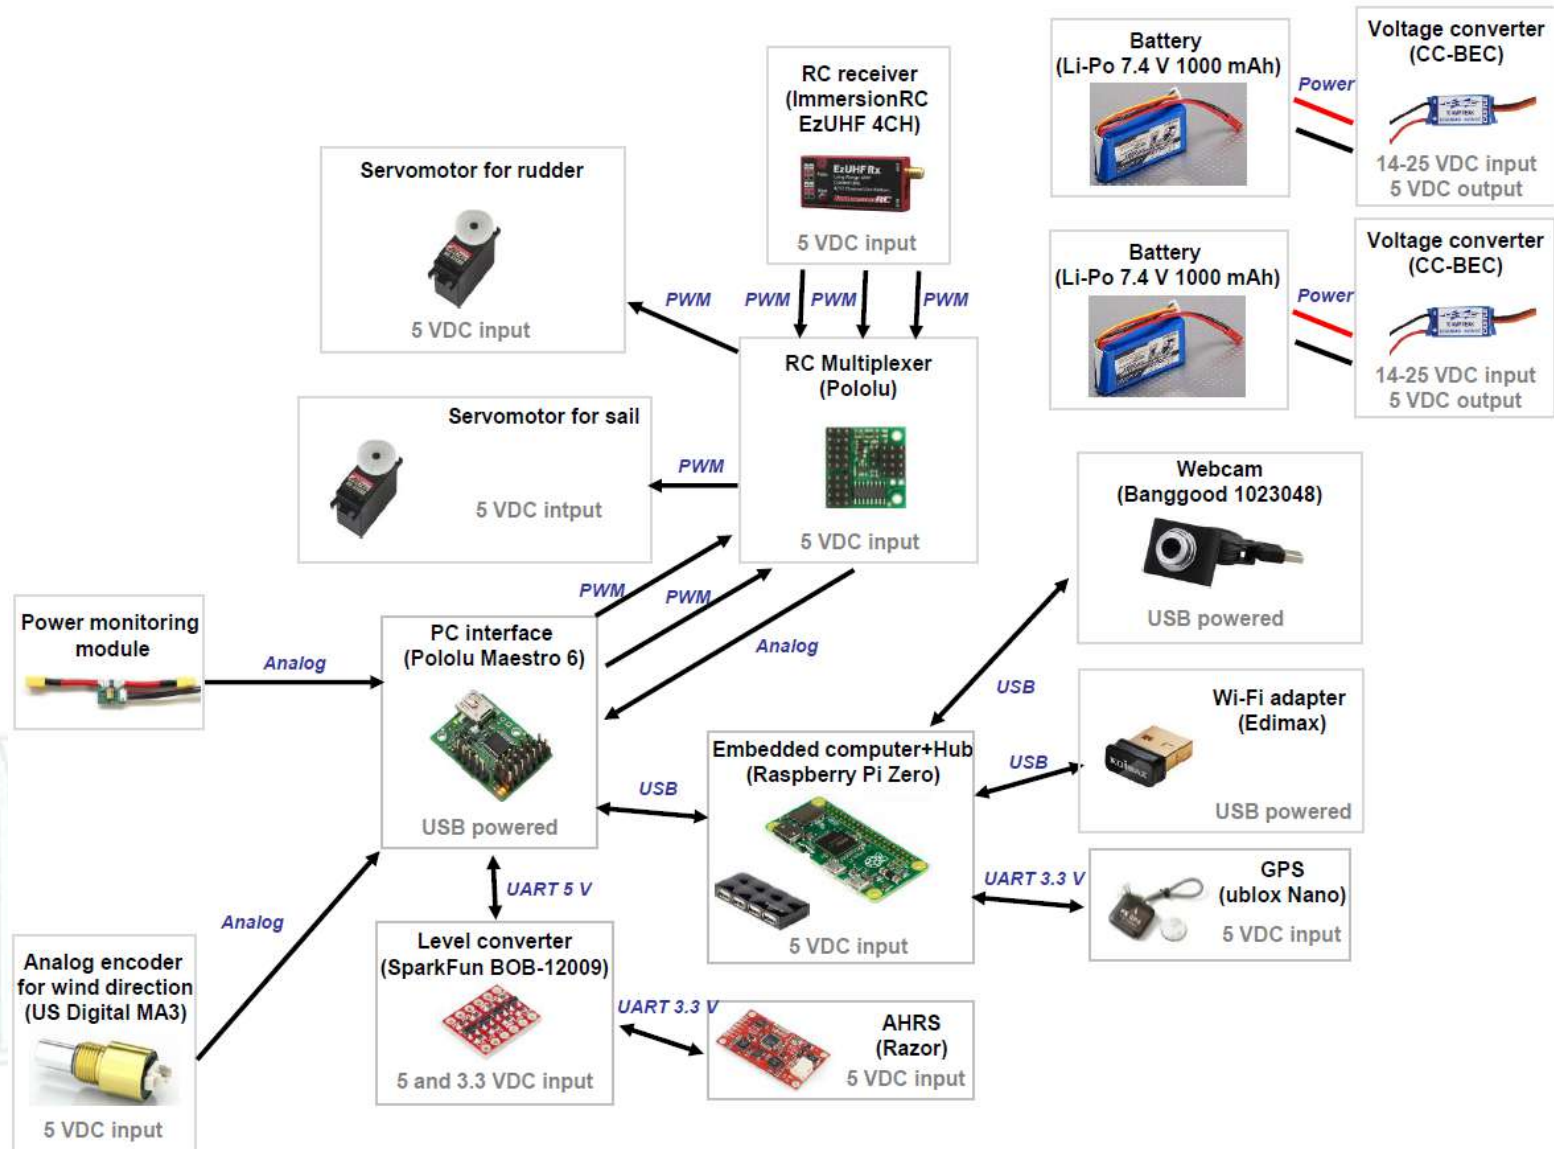 Battery
(Li-Po 7.4 V 1000 mAh)
Power
Voltage converter
(CC-BEC)
14-25 VDC input
5 VDC output
RC receiver
(ImmersionRC
EzUHF 4CH)
EzUHF Rx
ImmersionRC
5 VDC input
Servomotor for rudder
5 VDC input
PWM
PWM
PWM
PWM
Battery
(Li-Po 7.4 V 1000 mAh)
Power
Voltage converter
(CC-BEC)
14-25 VDC input
5 VDC output
RC Multiplexer
(Pololu)
5 VDC input
Servomotor for sail
5 VDC intput
PWM
PWM
PWM
Analog
Webcam
(Banggood 1023048)
USB powered
USB
Power monitoring
module
Analog
PC interface
(Pololu Maestro 6)
USB powered
USB
Embedded computer+Hub
(Raspberry Pi Zero)
5 VDC input
USB
Wi-Fi adapter
(Edimax)
EDIMAX
USB powered
UART 3.3 V
GPS
(ublox Nano)
5 VDC input
UART 5 V
Analog
Analog encoder
for wind direction
(US Digital MA3)
5 VDC input
Level converter
(SparkFun BOB-12009)
5 and 3.3 VDC input
UART 3.3 V
AHRS
(Razor)
5 VDC input